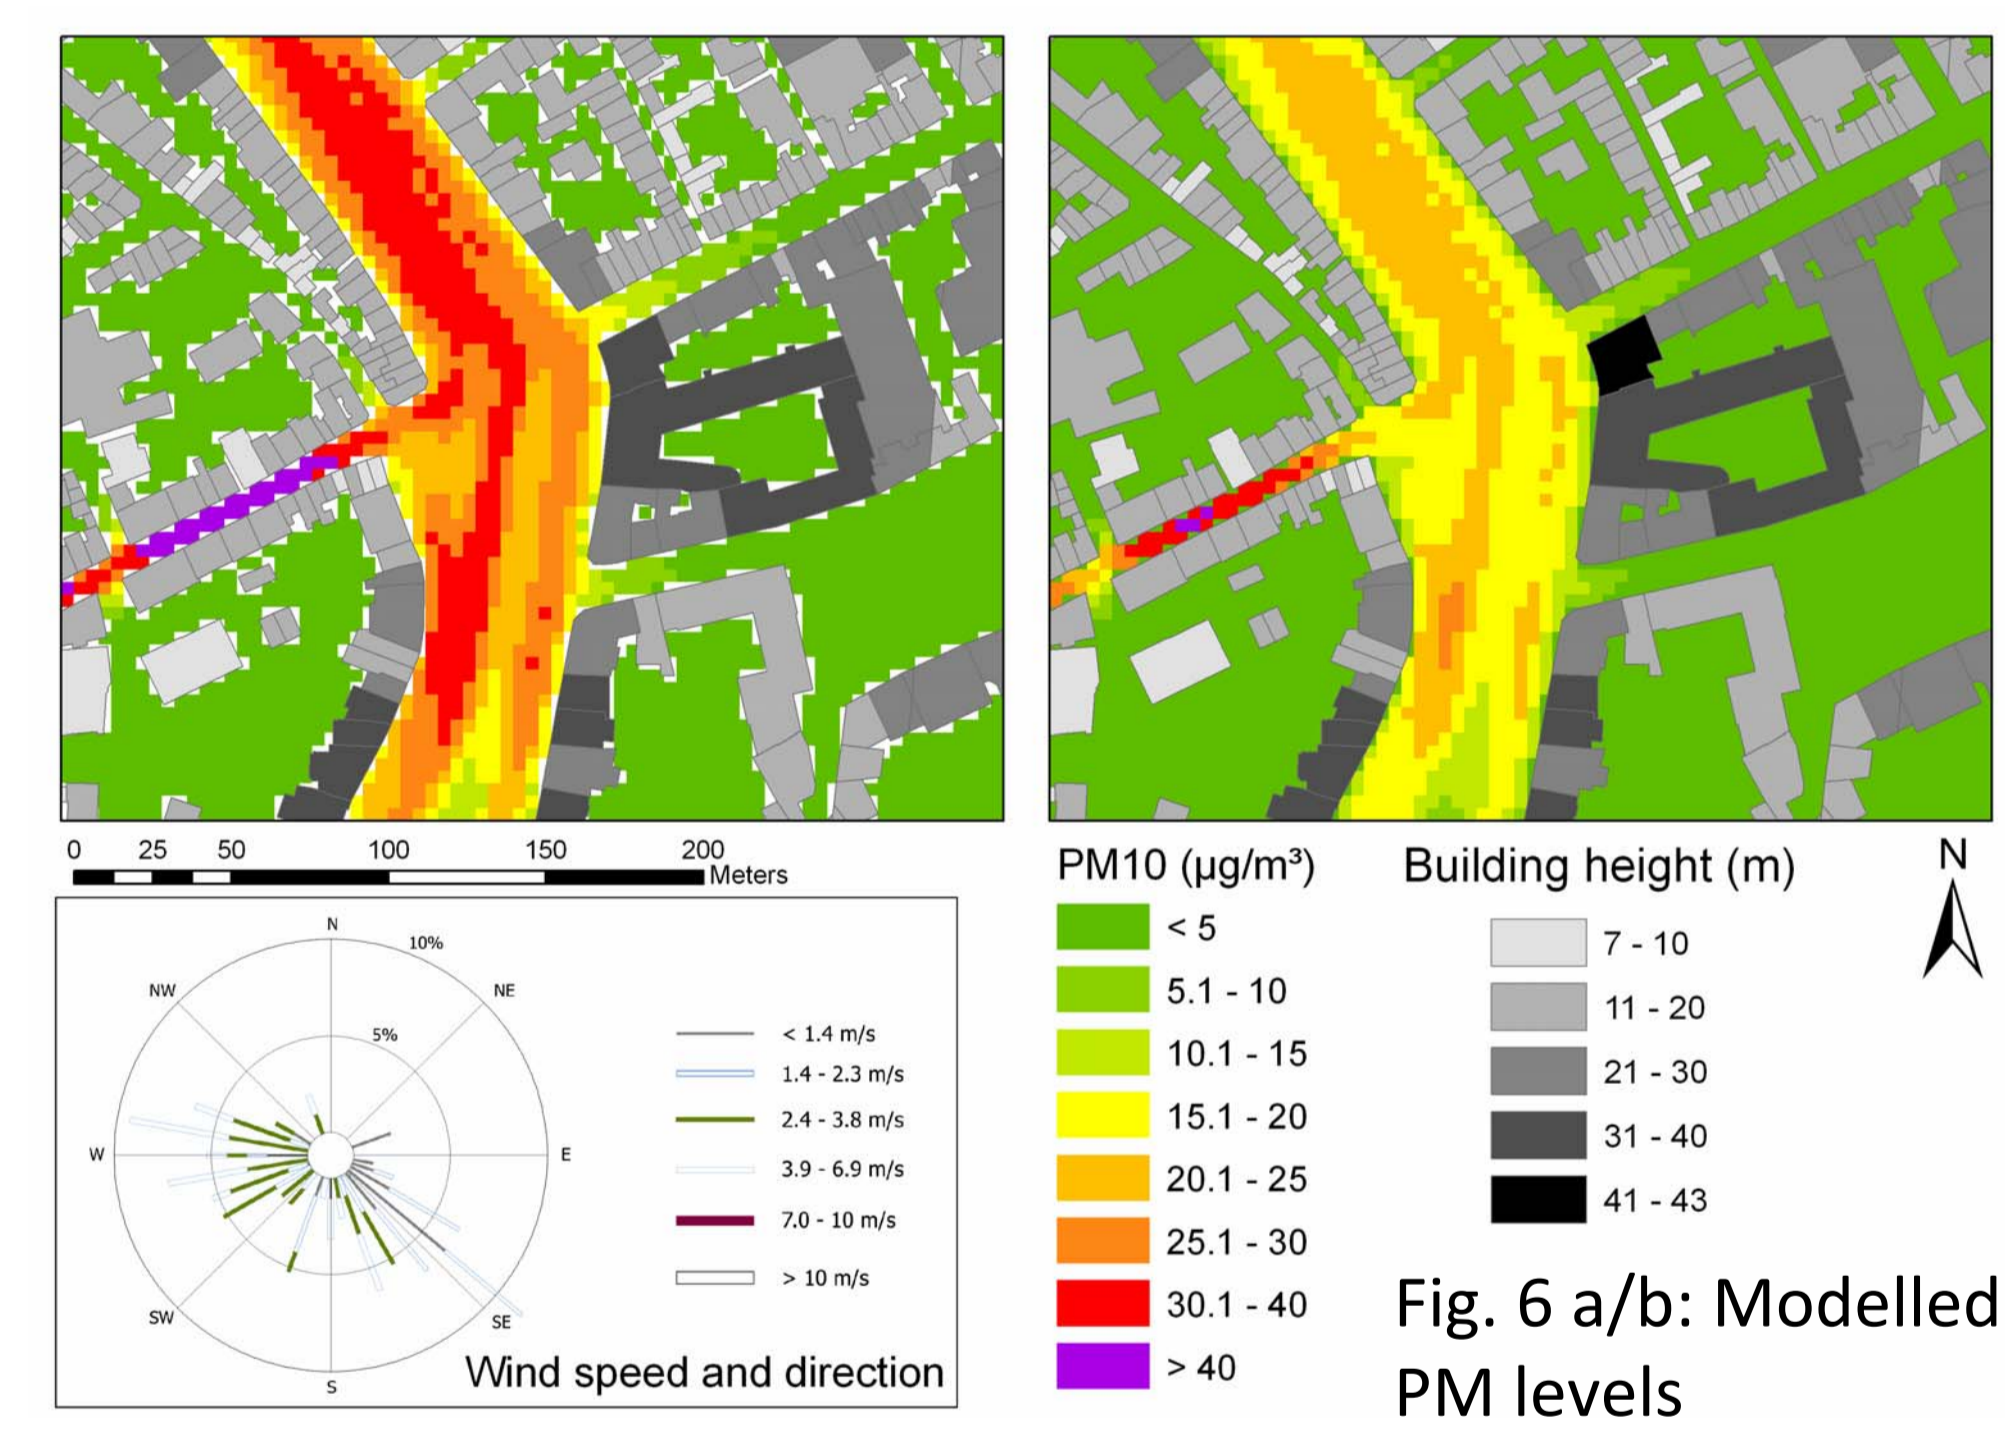 0 25 50 100 150 200
Meters
N
10%
NW
NE
5%
W
E
SW
SE
S
< 1.4 m/s
1.4 - 2.3 m/s
2.4 - 3.8 m/s
3.9 - 6.9 m/s
7.0 - 10 m/s
> 10 m/s
Wind speed and direction
PM10 (µg/m³)
< 5
5.1 - 10
10.1 - 15
15.1 - 20
20.1 - 25
25.1 - 30
30.1 - 40
> 40
Building height (m)
7 - 10
11 - 20
21 - 30
31 - 40
41 - 43
N
Fig. 6 a/b: Modelled
PM levels